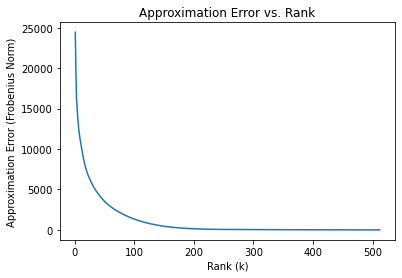 Approximation Error vs. Rank
Approximation Error (Frobenius Norm)
25000
20000
15000
10000
5000
0
0 100 200 300 400 500
Rank (k)